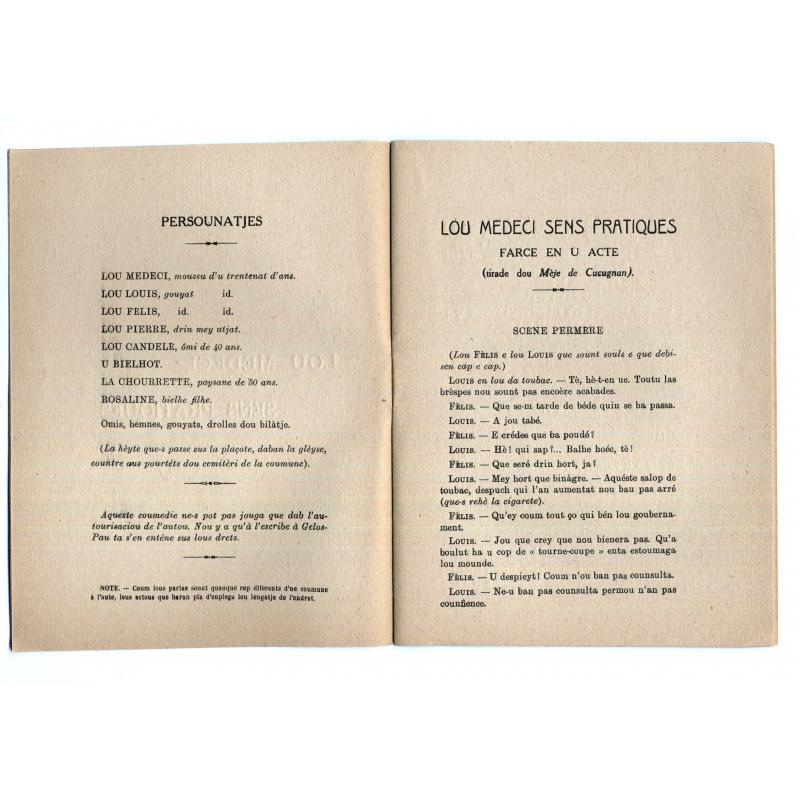 PERSOUNATJES
LOU MEDECI, moussu d'u trentenat d'ans.
LOU LOUIS, gouyat id.
LOU FELIS, id. id.
LOU PIERRE, drin mey atjat.
LOU CANDELÈ, ômi de 40 ans.
U BIELHOT.
LA CHOURRETTE, paysane de 50 ans.
ROSALINE, bielhe filhe.
Omis, hemnes, gouyats, drolles dou bilàtje.
(La hèyte que-s passe sus la plaçote, daban la glèyse,
countre aus pourtéts dou cemitèri de la coumune).
Aqueste coumedie ne-s pot pas jouga que dab l'au-
tourisaciou de l'autou. Nou y a qu'à l'escribe à Gelos-
Pau ta s'en enténe sus lous drets.
NOTE. — Coum lous parlas sount quauque cop diferents d'ue coumune
à l'aute, lous actous que haran pla d'emplega lou lengatje de l'endret.
LOU MEDECI SENS PRATIQUES
FARCE EN U ACTE
(tirade dou Mèje de Cucugnan).
SCÈNE PERMÈRE
(Lou FÈLIS e lou LOUIS que sount souls e que debi-
sen cap e cap.)
LOUIS en lou da toubac. — Tè, hè-t-en ue. Toutu las
brèspes nou sount pas encoère acabades.
FÈLIS. — Que se-m tarde de béde quin se ba passa.
LOUIS. — A jou tabé.
FÈLIS. — E crédes que ba poudé?
LOUIS. — Hè! qui sap?... Balhe hoéc, tè!
FÈLIS. — Que seré drin hort, ja?
LOUIS. — Mey hort que binàgre. — Aquéste salop de
toubac, despuch qui l'an aumentat nou bau pas arré
(que-s rehè la cigarete).
FÈLIS. — Qu'ey coum tout ço qui bén lou gouberna-
ment.
LOUIS. — Jou que crey que nou bienera pas. Qu'a
boulut ha u cop de « tourne-coupe » enta estoumaga
lou mounde.
FÈLIS. — U despieyt! Coum n'ou ban pas counsulta.
LOUIS. — Ne-u ban pas counsulta permou n'an pas
counfience.